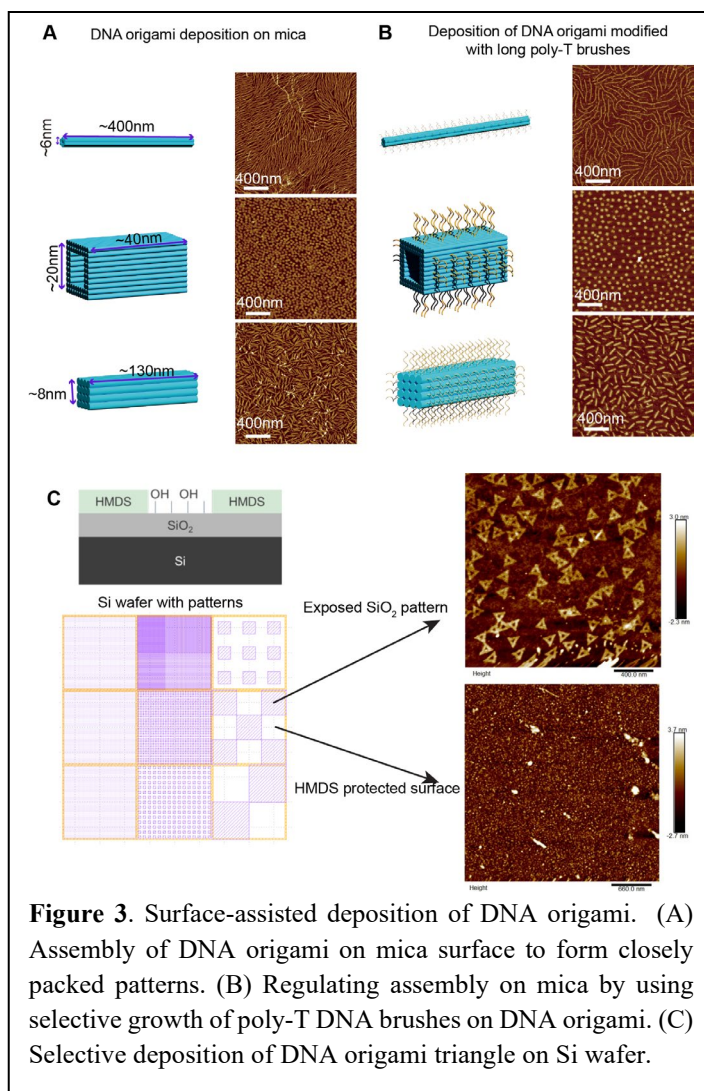 A
DNA origami deposition on mica
B
Deposition of DNA origami modified
with long poly-T brushes
~400nm
~6nm
400nm
400nm
~40nm
~20nm
400nm
400nm
~130nm
~8nm
400nm
400nm
C
HMDS
OH OH
HMDS
SiO₂
Si
Si wafer with patterns
Exposed SiO₂ pattern
HMDS protected surface
3.0 nm
-2.3 nm
Height
400.0 nm
3.7 nm
-2.7 nm
Height
660.0 nm
Figure 3. Surface-assisted deposition of DNA origami. (A)
Assembly of DNA origami on mica surface to form closely
packed patterns. (B) Regulating assembly on mica by using
selective growth of poly-T DNA brushes on DNA origami. (C)
Selective deposition of DNA origami triangle on Si wafer.